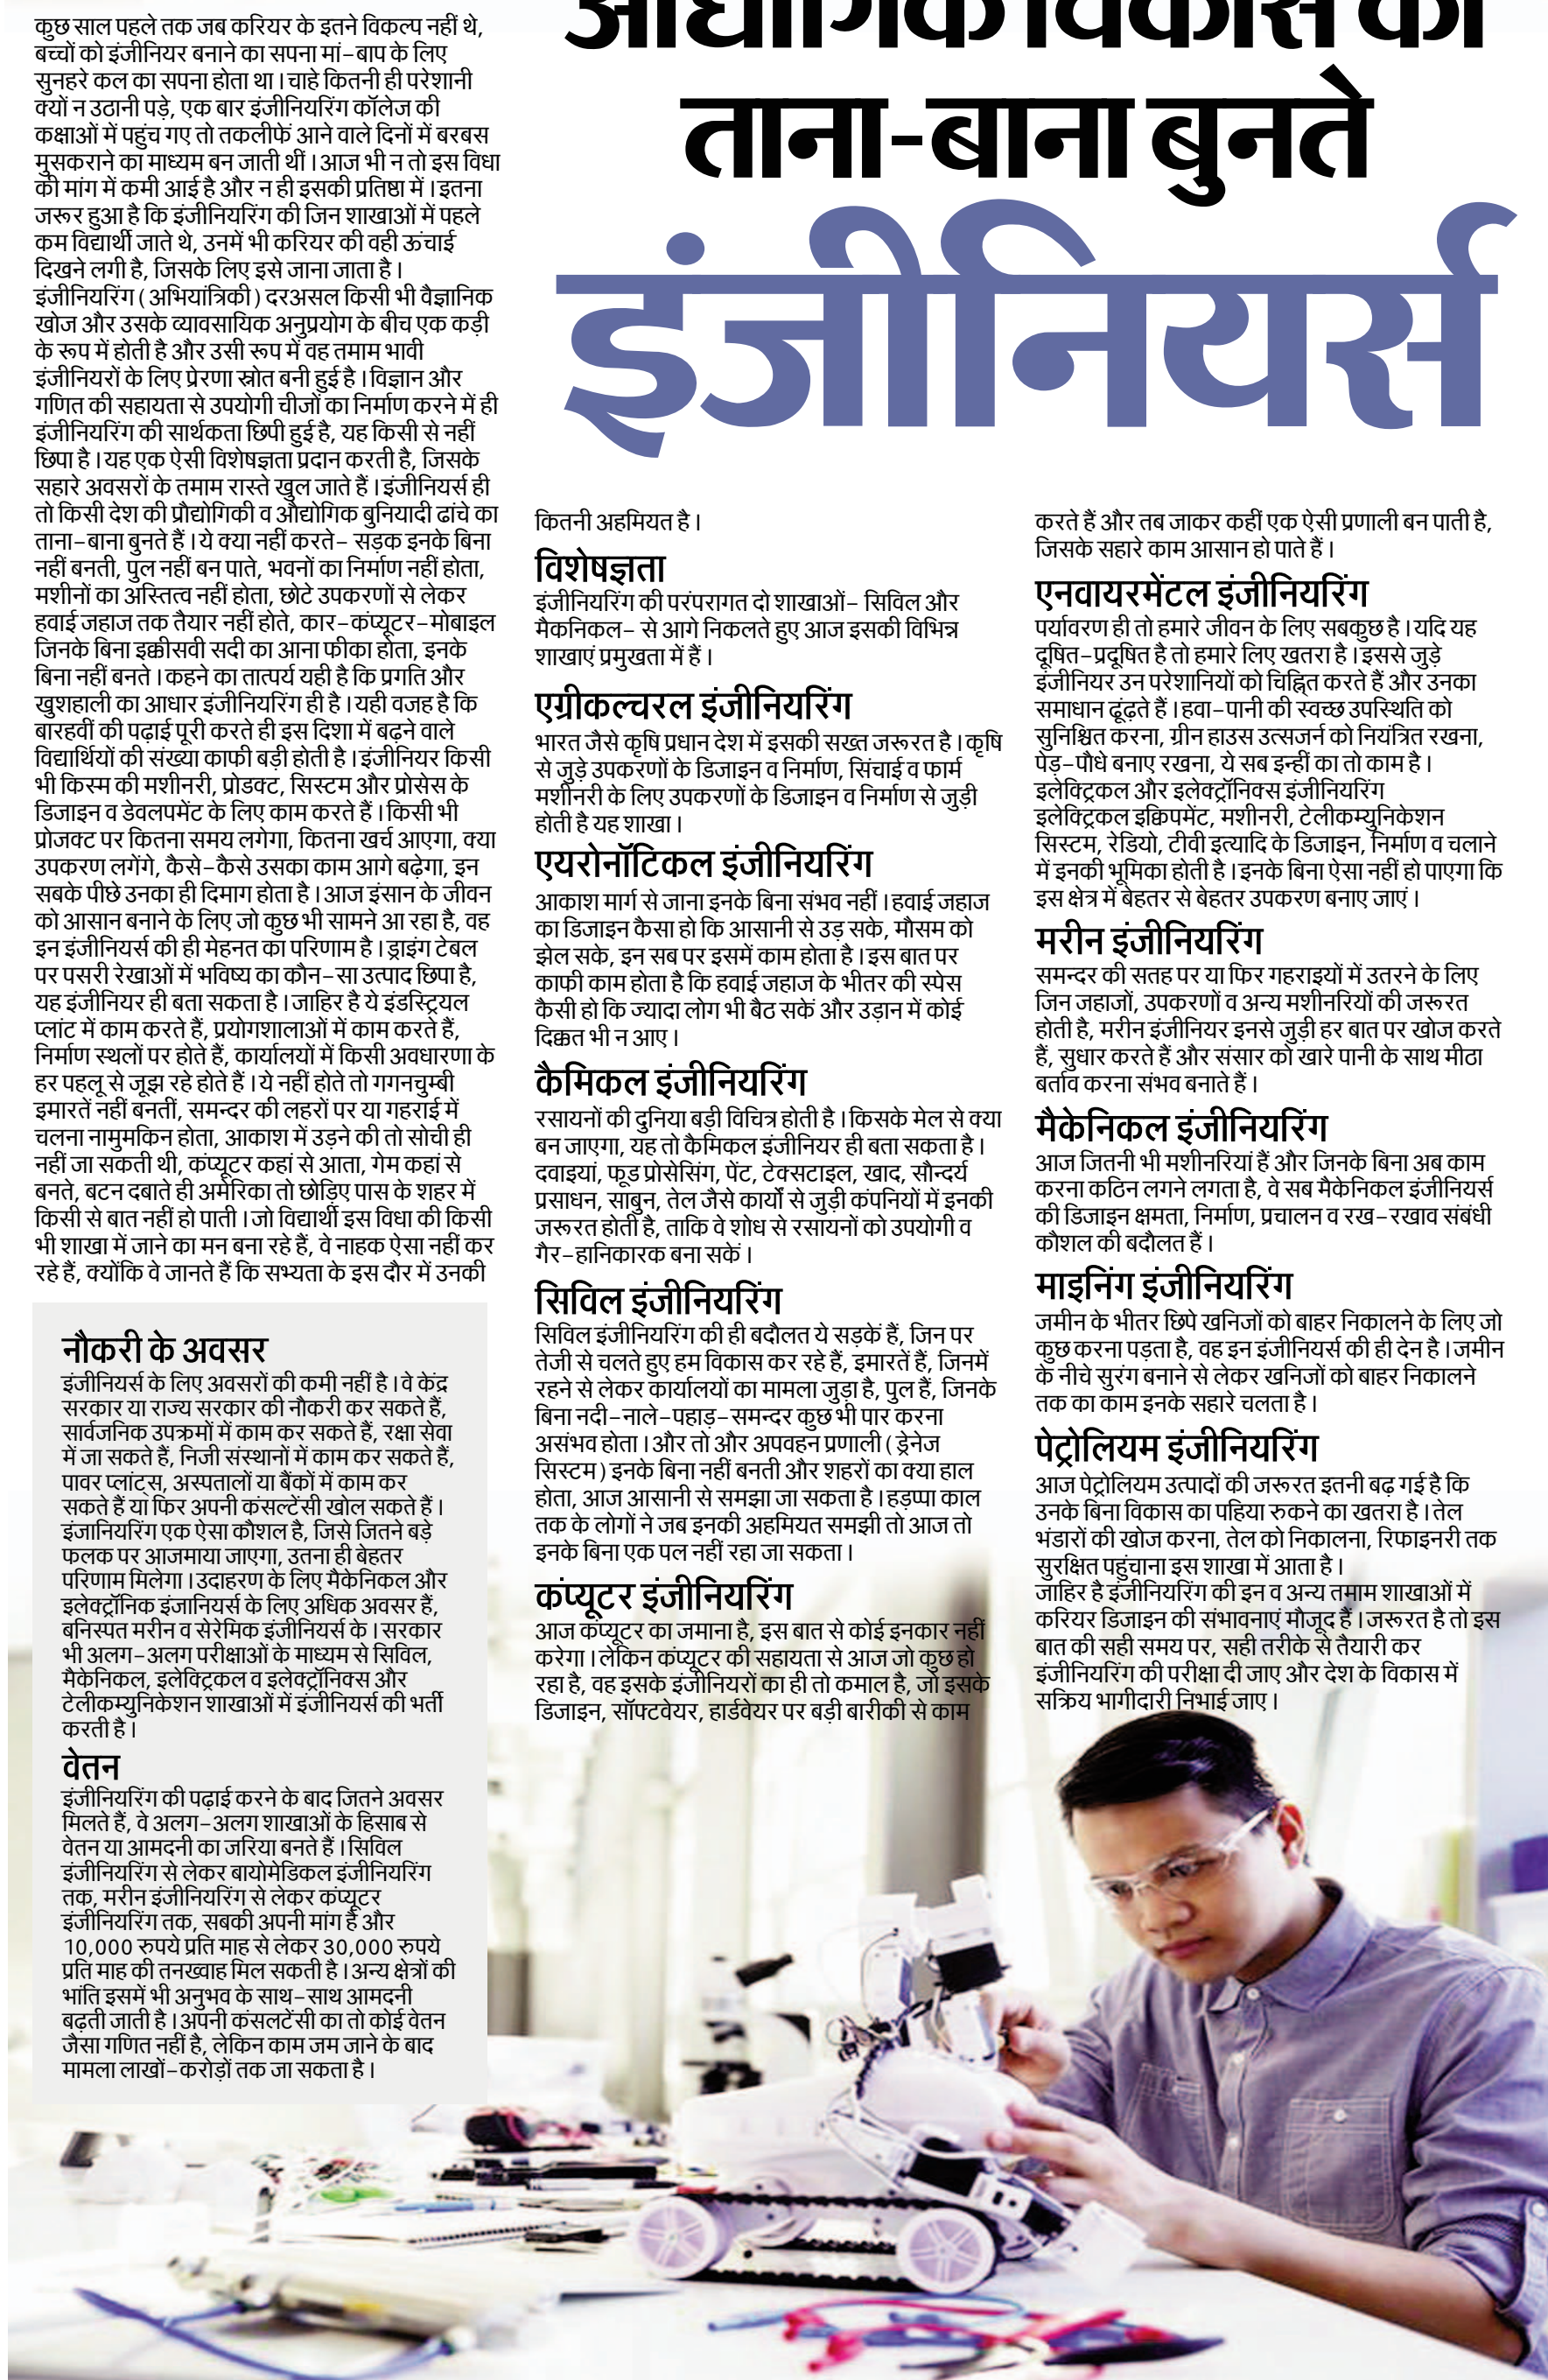 औद्योगिक विकास का
ताना-बाना बुनते
इंजीनियर्स
कुछ साल पहले तक जब करियर के इतने विकल्प नहीं थे,
बच्चों को इंजीनियर बनाने का सपना मां-बाप के लिए
सुनहरे कल का सपना होता था। चाहे कितनी ही परेशानी
क्यों न उठानी पड़े, एक बार इंजीनियरिंग कॉलेज की
कक्षाओं में पहुंच गए तो तकलीफें आने वाले दिनों में बरबस
मुसकराने का माध्यम बन जाती थीं। आज भी न तो इस विधा
की मांग में कमी आई है और न ही इसकी प्रतिष्ठा में। इतना
जरूर हुआ है कि इंजीनियरिंग की जिन शाखाओं में पहले
कम विद्यार्थी जाते थे, उनमें भी करियर की वही ऊंचाई
दिखने लगी है, जिसके लिए इसे जाना जाता है।
इंजीनियरिंग (अभियांत्रिकी) दरअसल किसी भी वैज्ञानिक
खोज और उसके व्यावसायिक अनुप्रयोग के बीच एक कड़ी
के रूप में होती है और उसी रूप में वह तमाम भावी
इंजीनियरों के लिए प्रेरणा स्रोत बनी हुई है। विज्ञान और
गणित की सहायता से उपयोगी चीजों का निर्माण करने में ही
इंजीनियरिंग की सार्थकता छिपी हुई है, यह किसी से नहीं
छिपा है। यह एक ऐसी विशेषज्ञता प्रदान करती है, जिसके
सहारे अवसरों के तमाम रास्ते खुल जाते हैं। इंजीनियर्स ही
तो किसी देश की प्रौद्योगिकी व औद्योगिक बुनियादी ढांचे का
ताना-बाना बुनते हैं। ये क्या नहीं करते- सड़क इनके बिना
नहीं बनती, पुल नहीं बन पाते, भवनों का निर्माण नहीं होता,
मशीनों का अस्तित्व नहीं होता, छोटे उपकरणों से लेकर
हवाई जहाज तक तैयार नहीं होते, कार-कंप्यूटर-मोबाइल
जिनके बिना इक्कीसवी सदी का आना फीका होता, इनके
बिना नहीं बनते। कहने का तात्पर्य यही है कि प्रगति और
खुशहाली का आधार इंजीनियरिंग ही है। यही वजह है कि
बारहवीं की पढ़ाई पूरी करते ही इस दिशा में बढ़ने वाले
विद्यार्थियों की संख्या काफी बड़ी होती है। इंजीनियर किसी
भी किस्म की मशीनरी, प्रोडक्ट, सिस्टम और प्रोसेस के
डिजाइन व डेवलपमेंट के लिए काम करते हैं। किसी भी
प्रोजक्ट पर कितना समय लगेगा, कितना खर्च आएगा, क्या
उपकरण लगेंगे, कैसे-कैसे उसका काम आगे बढ़ेगा, इन
सबके पीछे उनका ही दिमाग होता है। आज इंसान के जीवन
को आसान बनाने के लिए जो कुछ भी सामने आ रहा है, वह
इन इंजीनियर्स की ही मेहनत का परिणाम है। ड्राइंग टेबल
पर पसरी रेखाओं में भविष्य का कौन-सा उत्पाद छिपा है,
यह इंजीनियर ही बता सकता है। जाहिर है ये इंडस्ट्रियल
प्लांट में काम करते हैं, प्रयोगशालाओं में काम करते हैं,
निर्माण स्थलों पर होते हैं, कार्यालयों में किसी अवधारणा के
हर पहलू से जूझ रहे होते हैं। ये नहीं होते तो गगनचुम्बी
इमारतें नहीं बनतीं, समन्दर की लहरों पर या गहराई में
चलना नामुमकिन होता, आकाश में उड़ने की तो सोची ही
नहीं जा सकती थी, कंप्यूटर कहां से आता, गेम कहां से
बनते, बटन दबाते ही अमेरिका तो छोड़िए पास के शहर में
किसी से बात नहीं हो पाती। जो विद्यार्थी इस विधा की किसी
भी शाखा में जाने का मन बना रहे हैं, वे नाहक ऐसा नहीं कर
रहे हैं, क्योंकि वे जानते हैं कि सभ्यता के इस दौर में उनकी
कितनी अहमियत है।
विशेषज्ञता
इंजीनियरिंग की परंपरागत दो शाखाओं- सिविल और
मैकनिकल- से आगे निकलते हुए आज इसकी विभिन्न
शाखाएं प्रमुखता में हैं।
एग्रीकल्चरल इंजीनियरिंग
भारत जैसे कृषि प्रधान देश में इसकी सख्त जरूरत है। कृषि
से जुड़े उपकरणों के डिजाइन व निर्माण, सिंचाई व फार्म
मशीनरी के लिए उपकरणों के डिजाइन व निर्माण से जुड़ी
होती है यह शाखा।
एयरोनॉटिकल इंजीनियरिंग
आकाश मार्ग से जाना इनके बिना संभव नहीं। हवाई जहाज
का डिजाइन कैसा हो कि आसानी से उड़ सके, मौसम को
झेल सके, इन सब पर इसमें काम होता है। इस बात पर
काफी काम होता है कि हवाई जहाज के भीतर की स्पेस
कैसी हो कि ज्यादा लोग भी बैठ सकें और उड़ान में कोई
दिक्कत भी न आए।
कैमिकल इंजीनियरिंग
रसायनों की दुनिया बड़ी विचित्र होती है। किसके मेल से क्या
बन जाएगा, यह तो कैमिकल इंजीनियर ही बता सकता है।
दवाइयां, फूड प्रोसेसिंग, पेंट, टेक्सटाइल, खाद, सौन्दर्य
प्रसाधन, साबुन, तेल जैसे कार्यों से जुड़ी कंपनियों में इनकी
जरूरत होती है, ताकि वे शोध से रसायनों को उपयोगी व
गैर-हानिकारक बना सकें।
सिविल इंजीनियरिंग
सिविल इंजीनियरिंग की ही बदौलत ये सड़कें हैं, जिन पर
तेजी से चलते हुए हम विकास कर रहे हैं, इमारतें हैं, जिनमें
रहने से लेकर कार्यालयों का मामला जुड़ा है, पुल हैं, जिनके
बिना नदी-नाले-पहाड़-समन्दर कुछ भी पार करना
असंभव होता। और तो और अपवहन प्रणाली (ड्रेनेज
सिस्टम) इनके बिना नहीं बनती और शहरों का क्या हाल
होता, आज आसानी से समझा जा सकता है। हड़प्पा काल
तक के लोगों ने जब इनकी अहमियत समझी तो आज तो
इनके बिना एक पल नहीं रहा जा सकता।
कंप्यूटर इंजीनियरिंग
आज कंप्यूटर का जमाना है, इस बात से कोई इनकार नहीं
करेगा। लेकिन कंप्यूटर की सहायता से आज जो कुछ हो
रहा है, वह इसके इंजीनियरों का ही तो कमाल है, जो इसके
डिजाइन, सॉफ्टवेयर, हार्डवेयर पर बड़ी बारीकी से काम
करते हैं और तब जाकर कहीं एक ऐसी प्रणाली बन पाती है,
जिसके सहारे काम आसान हो पाते हैं।
एनवायरमेंटल इंजीनियरिंग
पर्यावरण ही तो हमारे जीवन के लिए सबकुछ है। यदि यह
दूषित-प्रदूषित है तो हमारे लिए खतरा है। इससे जुड़े
इंजीनियर उन परेशानियों को चिह्नित करते हैं और उनका
समाधान ढूंढ़ते हैं। हवा-पानी की स्वच्छ उपस्थिति को
सुनिश्चित करना, ग्रीन हाउस उत्सजर्न को नियंत्रित रखना,
पेड़-पौधे बनाए रखना, ये सब इन्हीं का तो काम है।
इलेक्ट्रिकल और इलेक्ट्रॉनिक्स इंजीनियरिंग
इलेक्ट्रिकल इक्विपमेंट, मशीनरी, टेलीकम्युनिकेशन
सिस्टम, रेडियो, टीवी इत्यादि के डिजाइन, निर्माण व चलाने
में इनकी भूमिका होती है। इनके बिना ऐसा नहीं हो पाएगा कि
इस क्षेत्र में बेहतर से बेहतर उपकरण बनाए जाएं।
मरीन इंजीनियरिंग
समन्दर की सतह पर या फिर गहराइयों में उतरने के लिए
जिन जहाजों, उपकरणों व अन्य मशीनरियों की जरूरत
होती है, मरीन इंजीनियर इनसे जुड़ी हर बात पर खोज करते
हैं, सुधार करते हैं और संसार को खारे पानी के साथ मीठा
बर्ताव करना संभव बनाते हैं।
मैकेनिकल इंजीनियरिंग
आज जितनी भी मशीनरियां हैं और जिनके बिना अब काम
करना कठिन लगने लगता है, वे सब मैकेनिकल इंजीनियर्स
की डिजाइन क्षमता, निर्माण, प्रचालन व रख-रखाव संबंधी
कौशल की बदौलत हैं।
माइनिंग इंजीनियरिंग
जमीन के भीतर छिपे खनिजों को बाहर निकालने के लिए जो
कुछ करना पड़ता है, वह इन इंजीनियर्स की ही देन है। जमीन
के नीचे सुरंग बनाने से लेकर खनिजों को बाहर निकालने
तक का काम इनके सहारे चलता है।
पेट्रोलियम इंजीनियरिंग
आज पेट्रोलियम उत्पादों की जरूरत इतनी बढ़ गई है कि
उनके बिना विकास का पहिया रुकने का खतरा है। तेल
भंडारों की खोज करना, तेल को निकालना, रिफाइनरी तक
सुरक्षित पहुंचाना इस शाखा में आता है।
जाहिर है इंजीनियरिंग की इन व अन्य तमाम शाखाओं में
करियर डिजाइन की संभावनाएं मौजूद हैं। जरूरत है तो इस
बात की सही समय पर, सही तरीके से तैयारी कर
इंजीनियरिंग की परीक्षा दी जाए और देश के विकास में
सक्रिय भागीदारी निभाई जाए।
नौकरी के अवसर
इंजीनियर्स के लिए अवसरों की कमी नहीं है। वे केंद्र
सरकार या राज्य सरकार की नौकरी कर सकते हैं,
सार्वजनिक उपक्रमों में काम कर सकते हैं, रक्षा सेवा
में जा सकते हैं, निजी संस्थानों में काम कर सकते हैं,
पावर प्लांट्स, अस्पतालों या बैंकों में काम कर
सकते हैं या फिर अपनी कंसल्टेंसी खोल सकते हैं।
इंजानियरिंग एक ऐसा कौशल है, जिसे जितने बड़े
फलक पर आजमाया जाएगा, उतना ही बेहतर
परिणाम मिलेगा। उदाहरण के लिए मैकेनिकल और
इलेक्ट्रॉनिक इंजानियर्स के लिए अधिक अवसर हैं,
बनिस्पत मरीन व सेरेमिक इंजीनियर्स के। सरकार
भी अलग-अलग परीक्षाओं के माध्यम से सिविल,
मैकेनिकल, इलेक्ट्रिकल व इलेक्ट्रॉनिक्स और
टेलीकम्युनिकेशन शाखाओं में इंजीनियर्स की भर्ती
करती है।
वेतन
इंजीनियरिंग की पढ़ाई करने के बाद जितने अवसर
मिलते हैं, वे अलग-अलग शाखाओं के हिसाब से
वेतन या आमदनी का जरिया बनते हैं। सिविल
इंजीनियरिंग से लेकर बायोमेडिकल इंजीनियरिंग
तक, मरीन इंजीनियरिंग से लेकर कंप्यूटर
इंजीनियरिंग तक, सबकी अपनी मांग है और
10,000 रुपये प्रति माह से लेकर 30,000 रुपये
प्रति माह की तनख्वाह मिल सकती है। अन्य क्षेत्रों की
भांति इसमें भी अनुभव के साथ-साथ आमदनी
बढ़ती जाती है। अपनी कंसलटेंसी का तो कोई वेतन
जैसा गणित नहीं है, लेकिन काम जम जाने के बाद
मामला लाखों-करोड़ों तक जा सकता है।